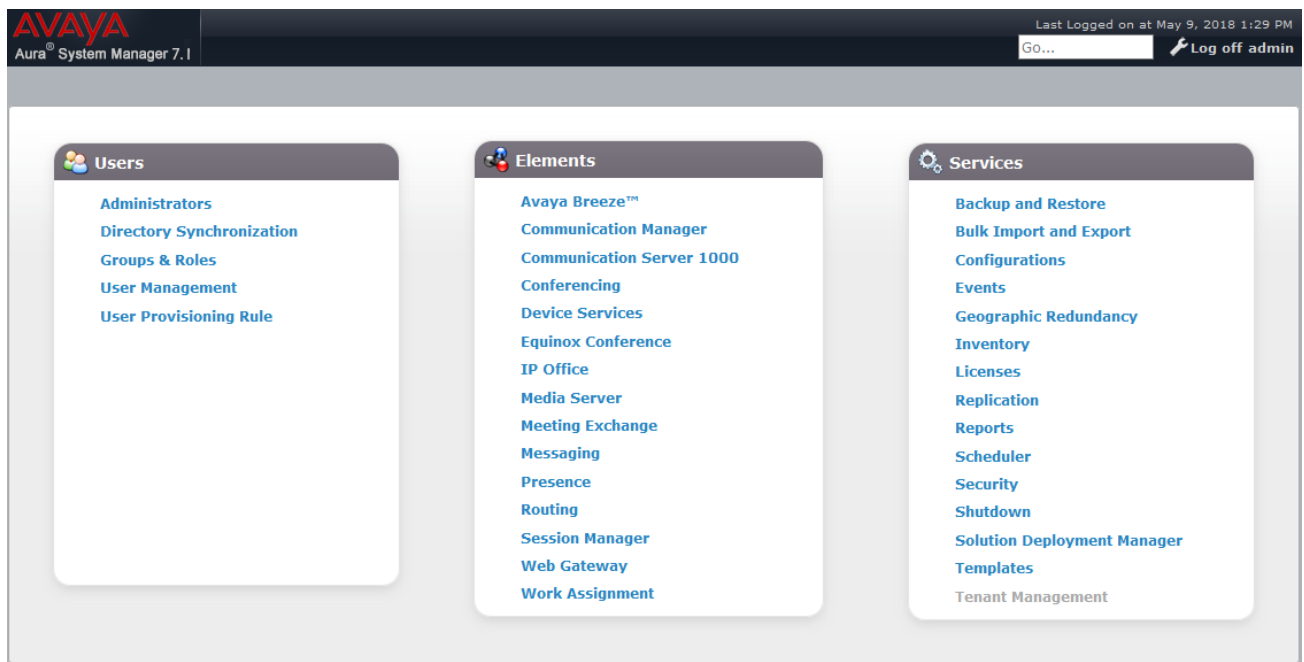 AVAYA
Aura® System Manager 7.1
Last Logged on at May 9, 2018 1:29 PM
Go...
Log off admin
Users
Administrators
Directory Synchronization
Groups & Roles
User Management
User Provisioning Rule
Elements
Avaya Breeze™
Communication Manager
Communication Server 1000
Conferencing
Device Services
Equinox Conference
IP Office
Media Server
Meeting Exchange
Messaging
Presence
Routing
Session Manager
Web Gateway
Work Assignment
Services
Backup and Restore
Bulk Import and Export
Configurations
Events
Geographic Redundancy
Inventory
Licenses
Replication
Reports
Scheduler
Security
Shutdown
Solution Deployment Manager
Templates
Tenant Management